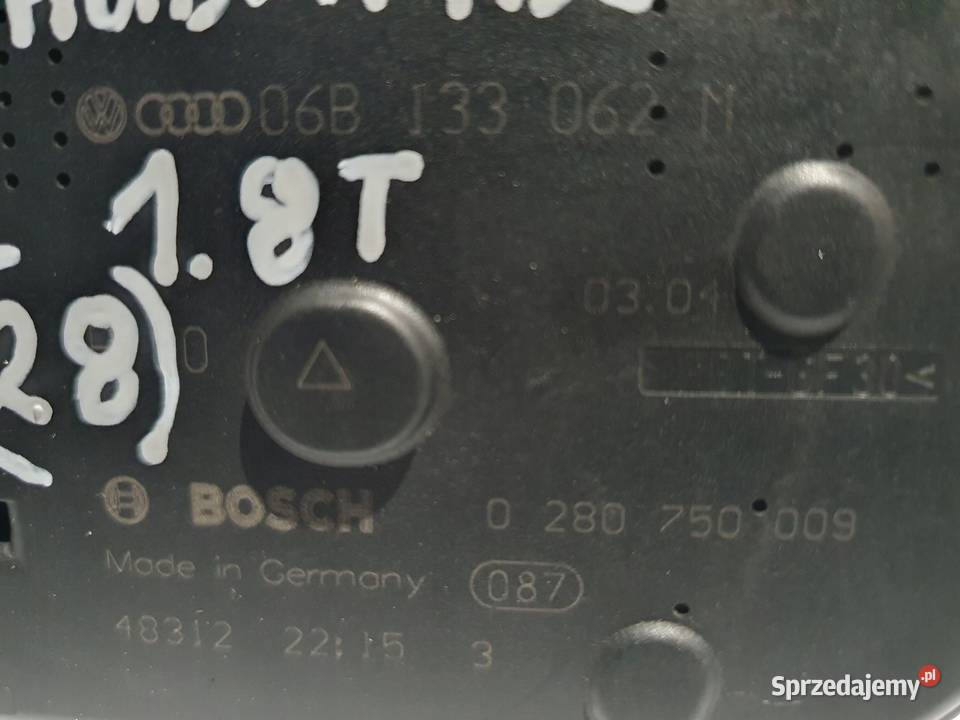 06B 133 062 M
1.8T
03.04
28)
0
BOSCH 0 280 750 009
Made in Germany 087
48312 22:15 3
Sprzedajemy.pl